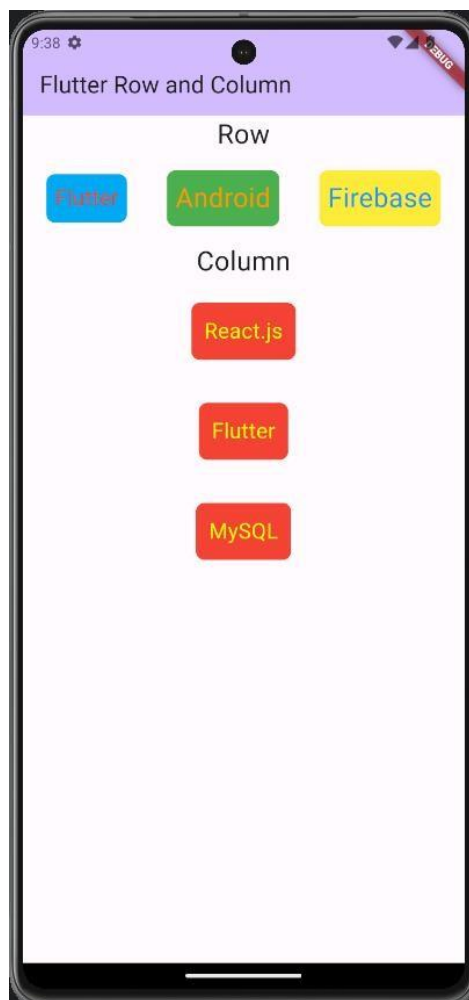 9:38
DEBUG
Flutter Row and Column
Row
Flutter Android Firebase
Column
React.js
Flutter
MySQL